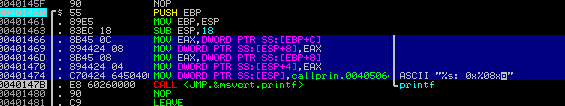 0040145F 90 NOP
55 PUSH EBP
00401461 . 89E5 MOV EBP,ESP
00401463 . 83EC 18 SUB ESP,18
00401466 . 8B45 0C MOV EAX,DWORD PTR SS:[EBP+C]
00401469 . 894424 08 MOV DWORD PTR SS:[ESP+8],EAX
0040146D . 8B45 08 MOV EAX,DWORD PTR SS:[EBP+8]
00401470 . 894424 04 MOV DWORD PTR SS:[ESP+4],EAX
00401474 . C70424 645040 MOV DWORD PTR SS:[ESP],callprin.00405064 ASCII "%s: 0x%08x
0040147B . E8 60260000 CALL <JMP.&msvcrt.printf> printf
00401480 . 90 NOP
00401481 . C9 LEAVE